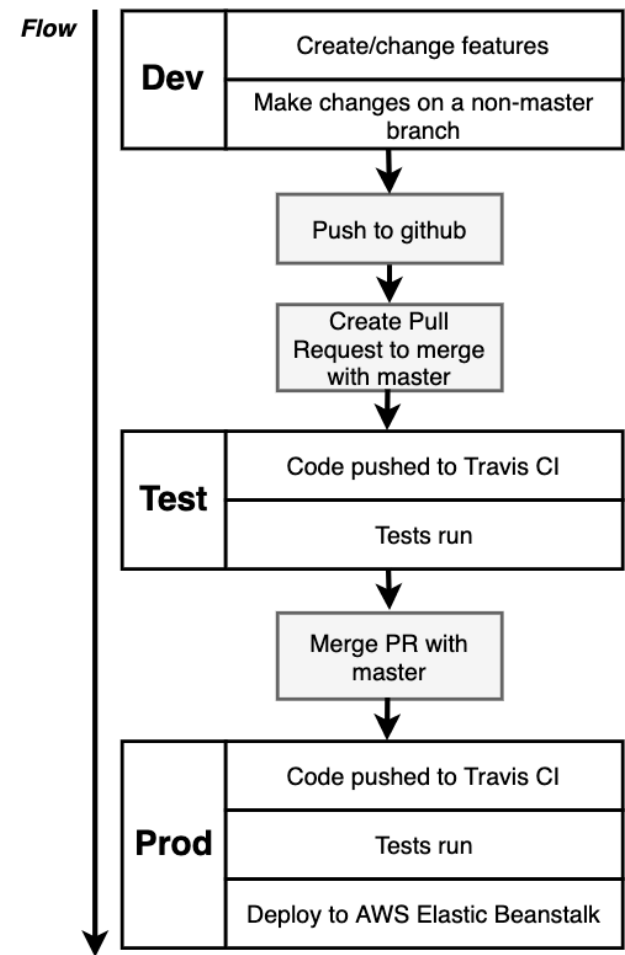 Flow
Dev
Create/change features
Make changes on a non-master
branch
Push to github
Create Pull
Request to merge
with master
Test
Code pushed to Travis CI
Tests run
Merge PR with
master
Prod
Code pushed to Travis CI
Tests run
Deploy to AWS Elastic Beanstalk